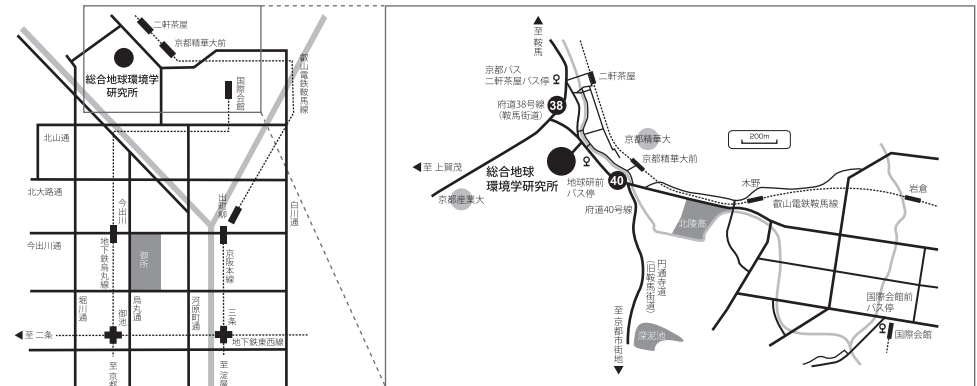 二軒茶屋
京都精華大前
総合地球環境学
研究所
国際会館
叡山電鉄鞍馬線
北山通
北大路通
今出川
出町柳
白川通
今出川通
地下鉄烏丸線
御所
京阪本線
堀川通
御池
烏丸通
河原町通
三条
至 二条
地下鉄東西線
至 京都
至 淀屋
至 鞍馬
京都バス
二軒茶屋バス停
二軒茶屋
府道38号線
(鞍馬街道)
38
京都精華大
200m
京都精華大前
至 上賀茂
総合地球
環境学研究所
地球研前
バス停
40
京都産業大
府道40号線
木野
叡山電鉄鞍馬線
岩倉
北陵高
円通寺道
(旧鞍馬街道)
至 京都市街地
深泥池
国際会館前
バス停
国際会館